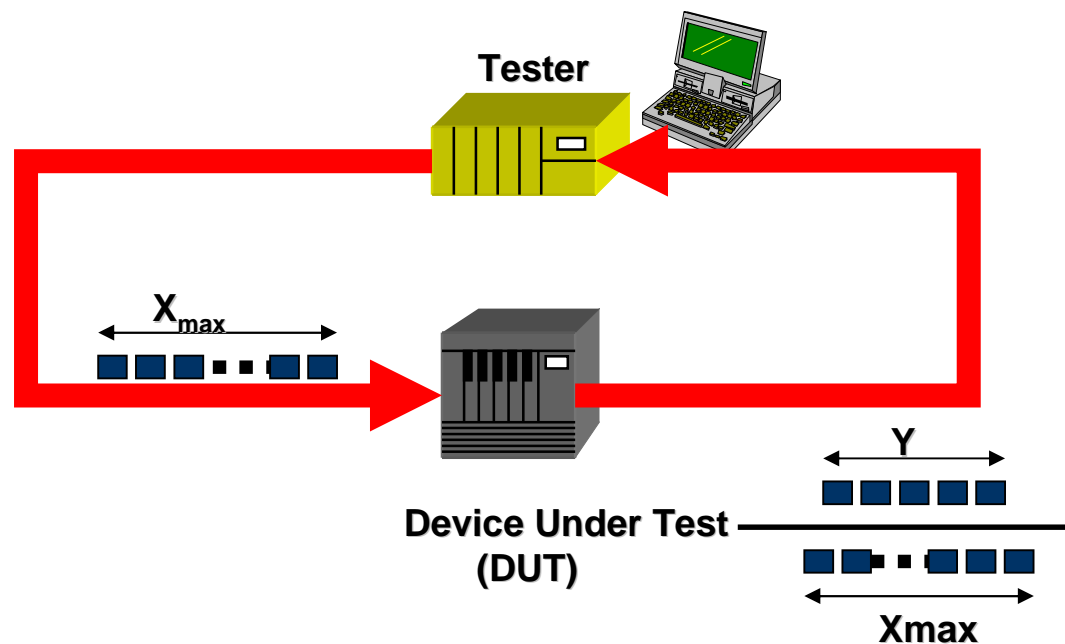 Tester
Xmax
Y
Device Under Test
(DUT)
Xmax